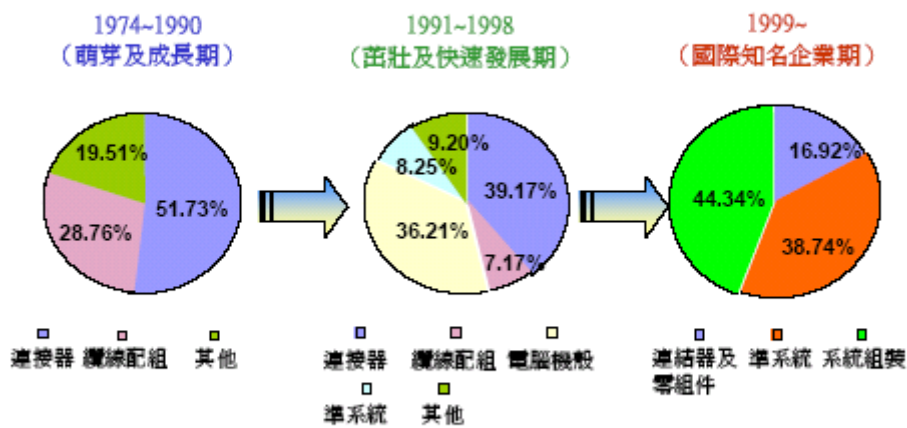 1974~1990
（萌芽及成長期）
1991~1998
（茁壯及快速發展期）
1999~
（國際知名企業期）
19.51%
51.73%
28.76%
9.20%
8.25%
39.17%
36.21%
7.17%
16.92%
44.34%
38.74%
連接器
纜線配組
其他
連接器
纜線配組
電腦機殼
準系統
其他
連結器及
零組件
準系統
系統組裝